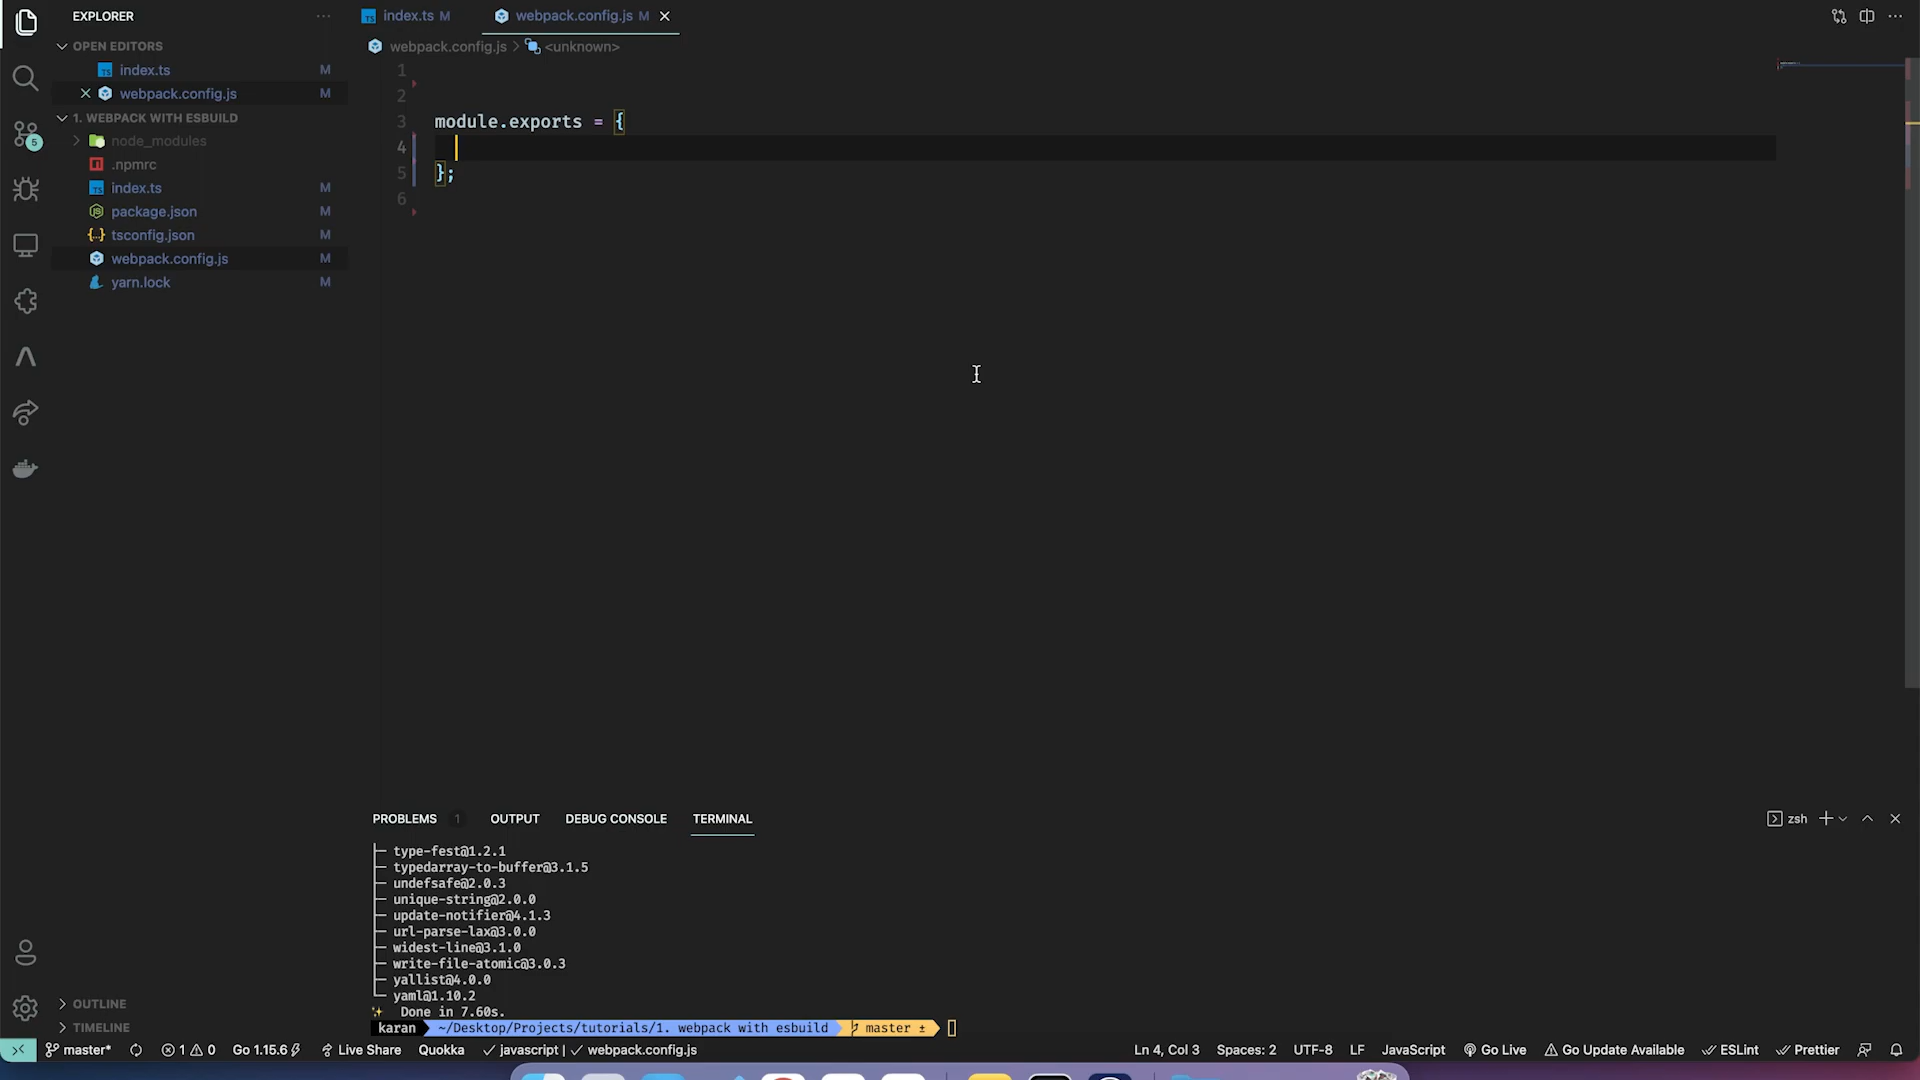 EXPLORER
OPEN EDITORS
index.ts M
webpack.config.js M
1. WEBPACK WITH ESBUILD
node_modules
.npmrc
index.ts M
package.json M
tsconfig.json M
webpack.config.js M
yarn.lock M
5
OUTLINE
TIMELINE
index.ts M
webpack.config.js M
webpack.config.js > <unknown>
1
2
3 module.exports = {
4
5 };
6
PROBLEMS 1 OUTPUT DEBUG CONSOLE TERMINAL
zsh
├─ type-fest@1.2.1
├─ typedarray-to-buffer@3.1.5
├─ undefsafe@2.0.3
├─ unique-string@2.0.0
├─ update-notifier@4.1.3
├─ url-parse-lax@3.0.0
├─ widest-line@3.1.0
├─ write-file-atomic@3.0.3
├─ yallist@4.0.0
└─ yaml@1.10.2
✨ Done in 7.60s.
karan ~/Desktop/Projects/tutorials/1. webpack with esbuild master ±
master* 1 0 Go 1.15.6 Live Share Quokka ✓ javascript | ✓ webpack.config.js Ln 4, Col 3 Spaces: 2 UTF-8 LF JavaScript Go Live Go Update Available ESLint Prettier